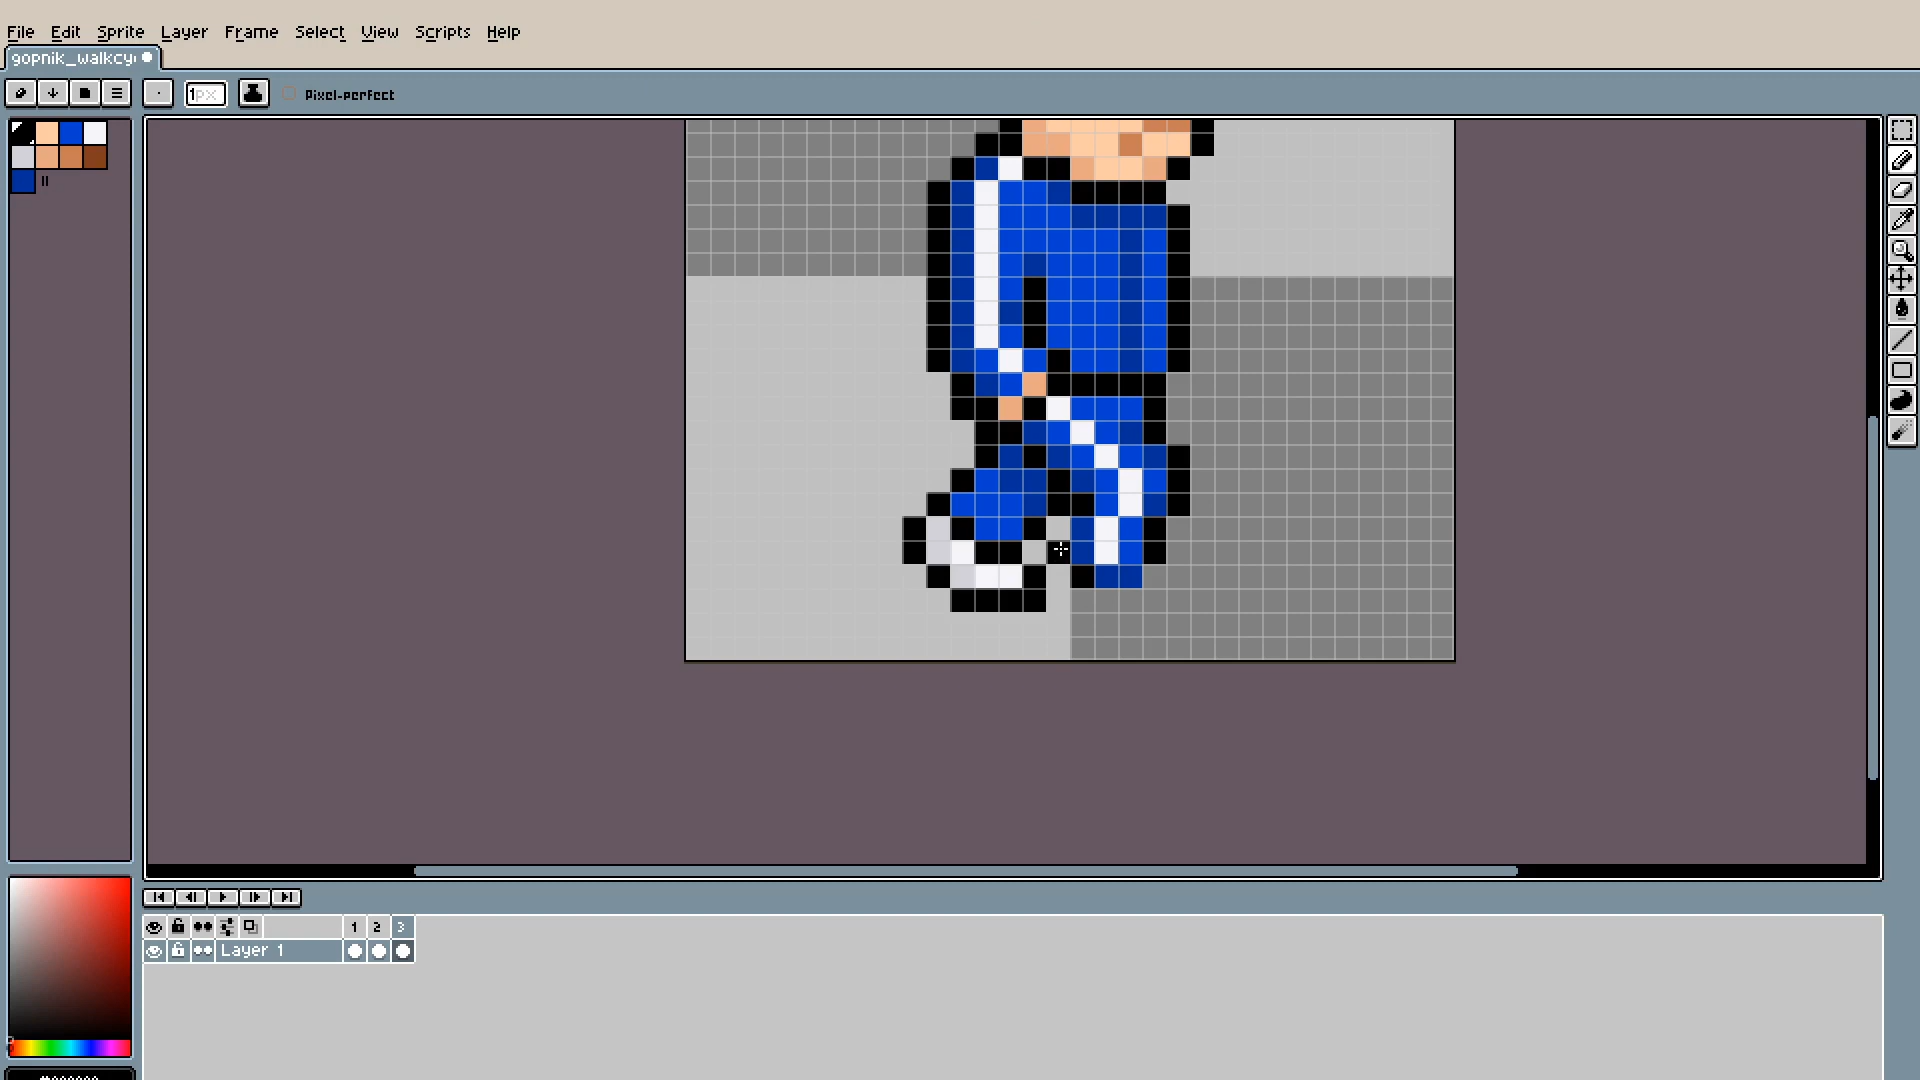 File Edit Sprite Layer Frame Select View Scripts Help
gopnik_walkcy
1px Pixel-perfect
1 2 3
Layer 1